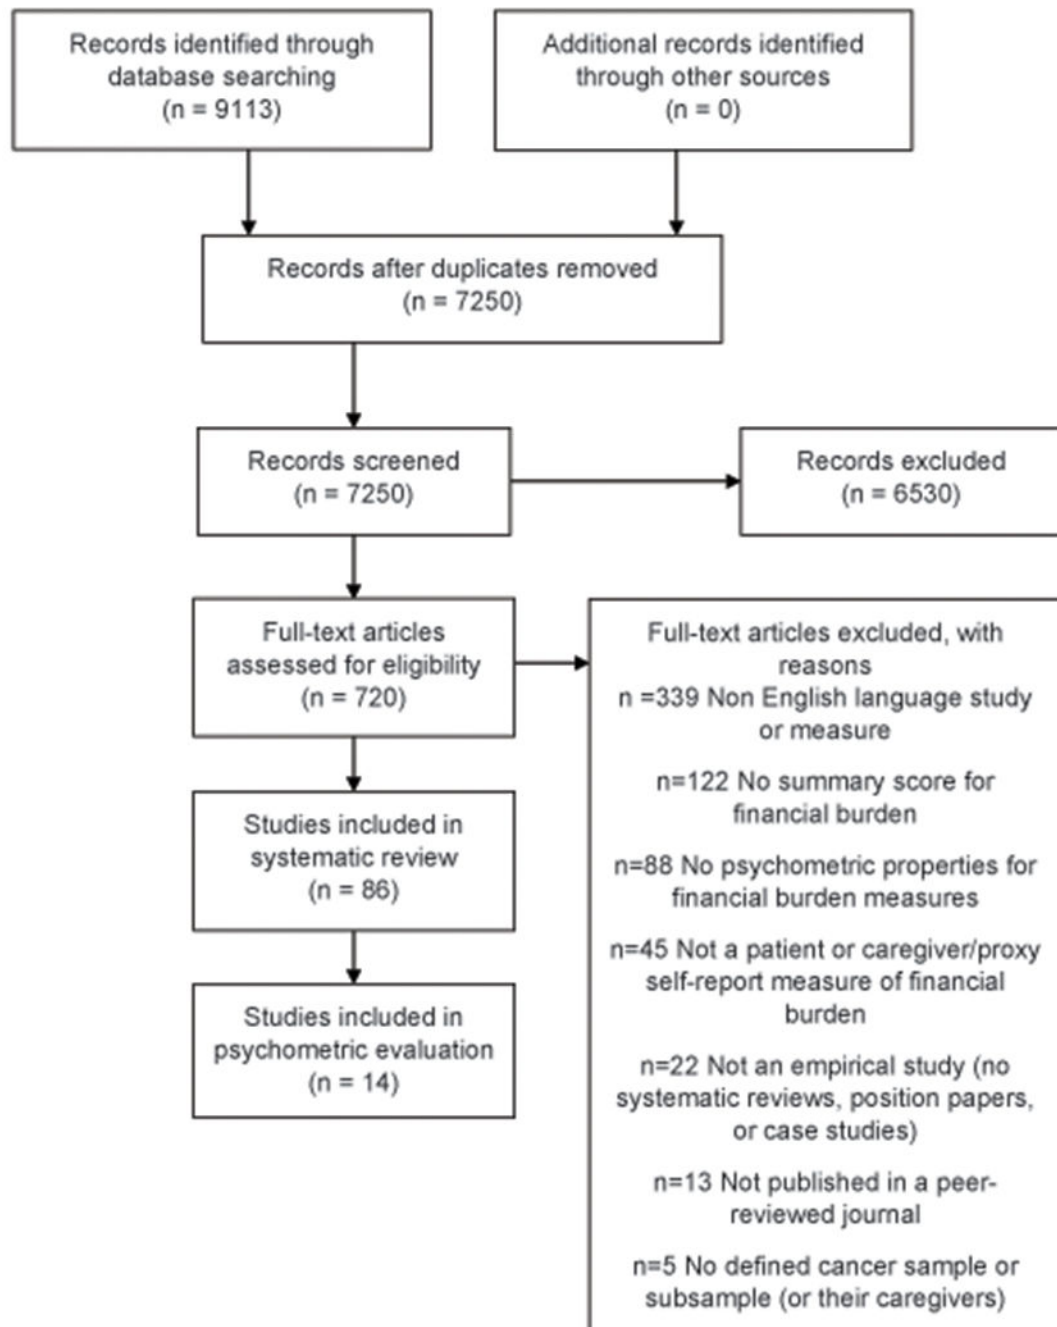 Records identified through
database searching
(n = 9113)
Additional records identified
through other sources
(n = 0)
Records after duplicates removed
(n = 7250)
Records screened
(n = 7250)
Records excluded
(n = 6530)
Full-text articles
assessed for eligibility
(n = 720)
Full-text articles excluded, with
reasons
n =339 Non English language study
or measure
n=122 No summary score for
financial burden
n=88 No psychometric properties for
financial burden measures
n=45 Not a patient or caregiver/proxy
self-report measure of financial
burden
n=22 Not an empirical study (no
systematic reviews, position papers,
or case studies)
n=13 Not published in a peer-
reviewed journal
n=5 No defined cancer sample or
subsample (or their caregivers)
Studies included in
systematic review
(n = 86)
Studies included in
psychometric evaluation
(n = 14)